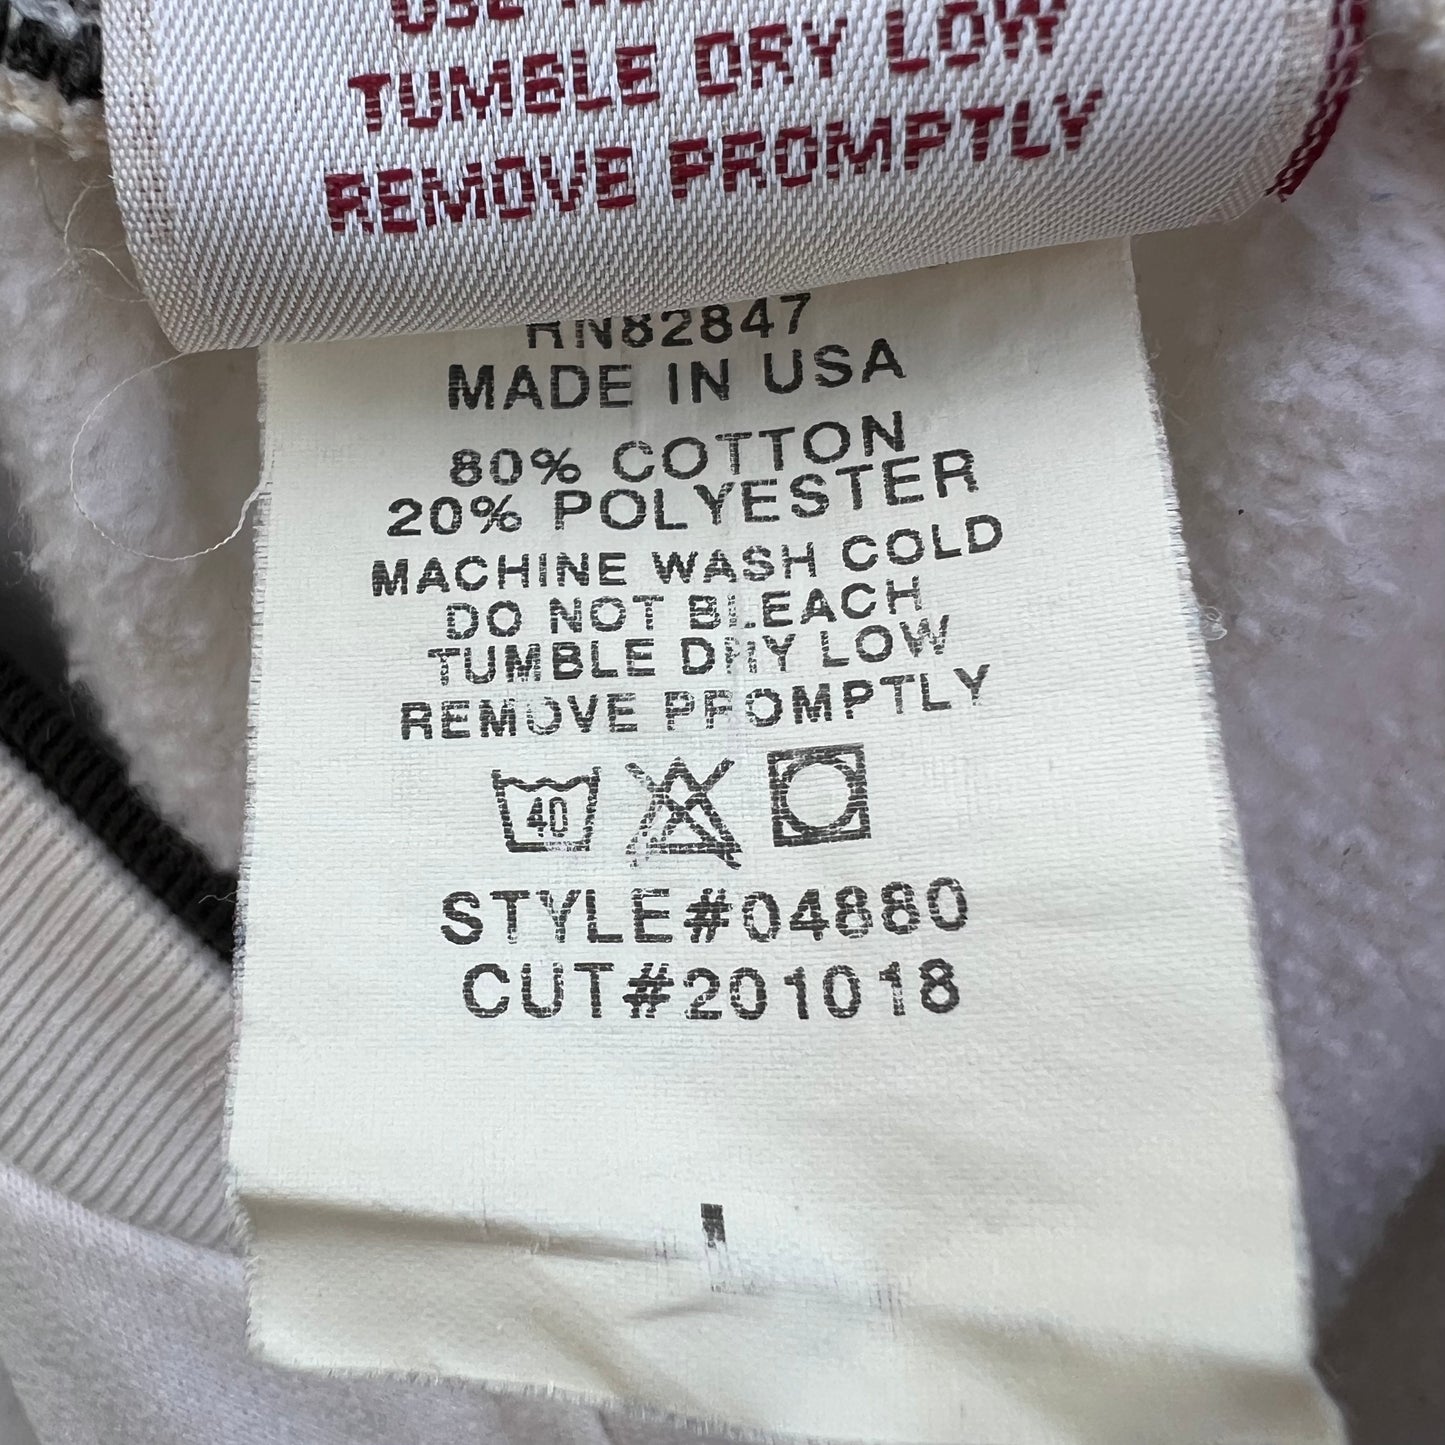 TUMBLE DRY LOW
REMOVE PROMPTLY
RN82847
MADE IN USA
80% COTTON
20% POLYESTER
MACHINE WASH COLD
DO NOT BLEACH
TUMBLE DRY LOW
REMOVE PROMPTLY
40
STYLE#04880
CUT#201018